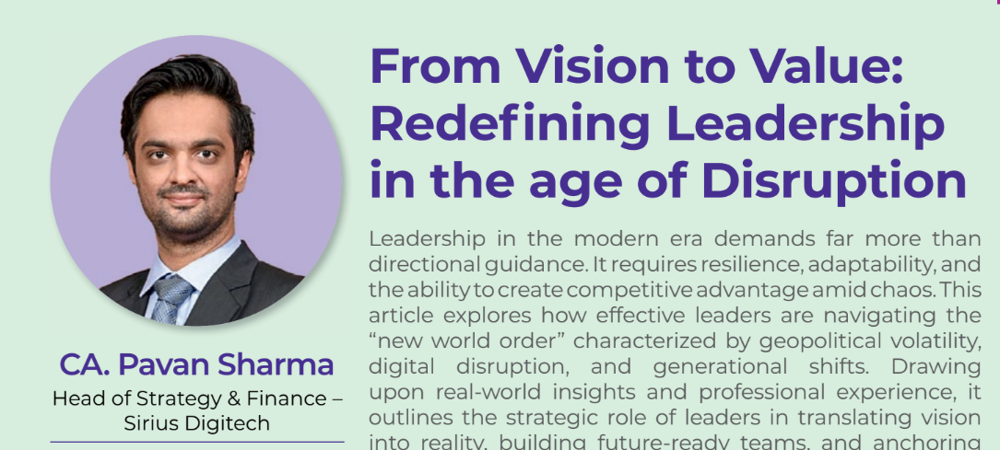 From Vision to Value:
Redefining Leadership
in the age of Disruption
Leadership in the modern era demands far more than
directional guidance. It requires resilience, adaptability, and
the ability to create competitive advantage amid chaos. This
article explores how effective leaders are navigating the
“new world order” characterized by geopolitical volatility,
digital disruption, and generational shifts. Drawing
upon real-world insights and professional experience, it
outlines the strategic role of leaders in translating vision
into reality, building future-ready teams, and anchoring
CA. Pavan Sharma
Head of Strategy & Finance –
Sirius Digitech